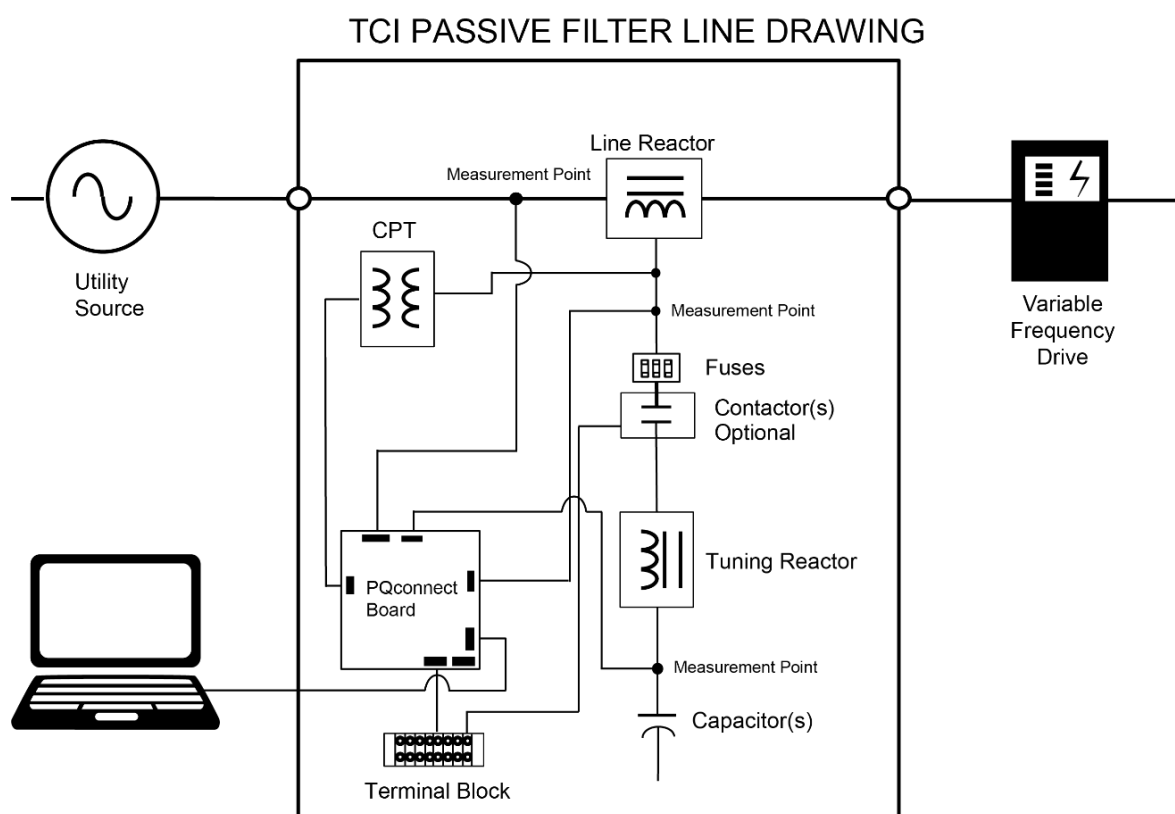 TCI PASSIVE FILTER LINE DRAWING
Line Reactor
Measurement Point
CPT
Utility
Source
Measurement Point
Variable
Frequency
Drive
Fuses
Contactor(s)
Optional
Tuning Reactor
PQconnect
Board
Measurement Point
Capacitor(s)
Terminal Block